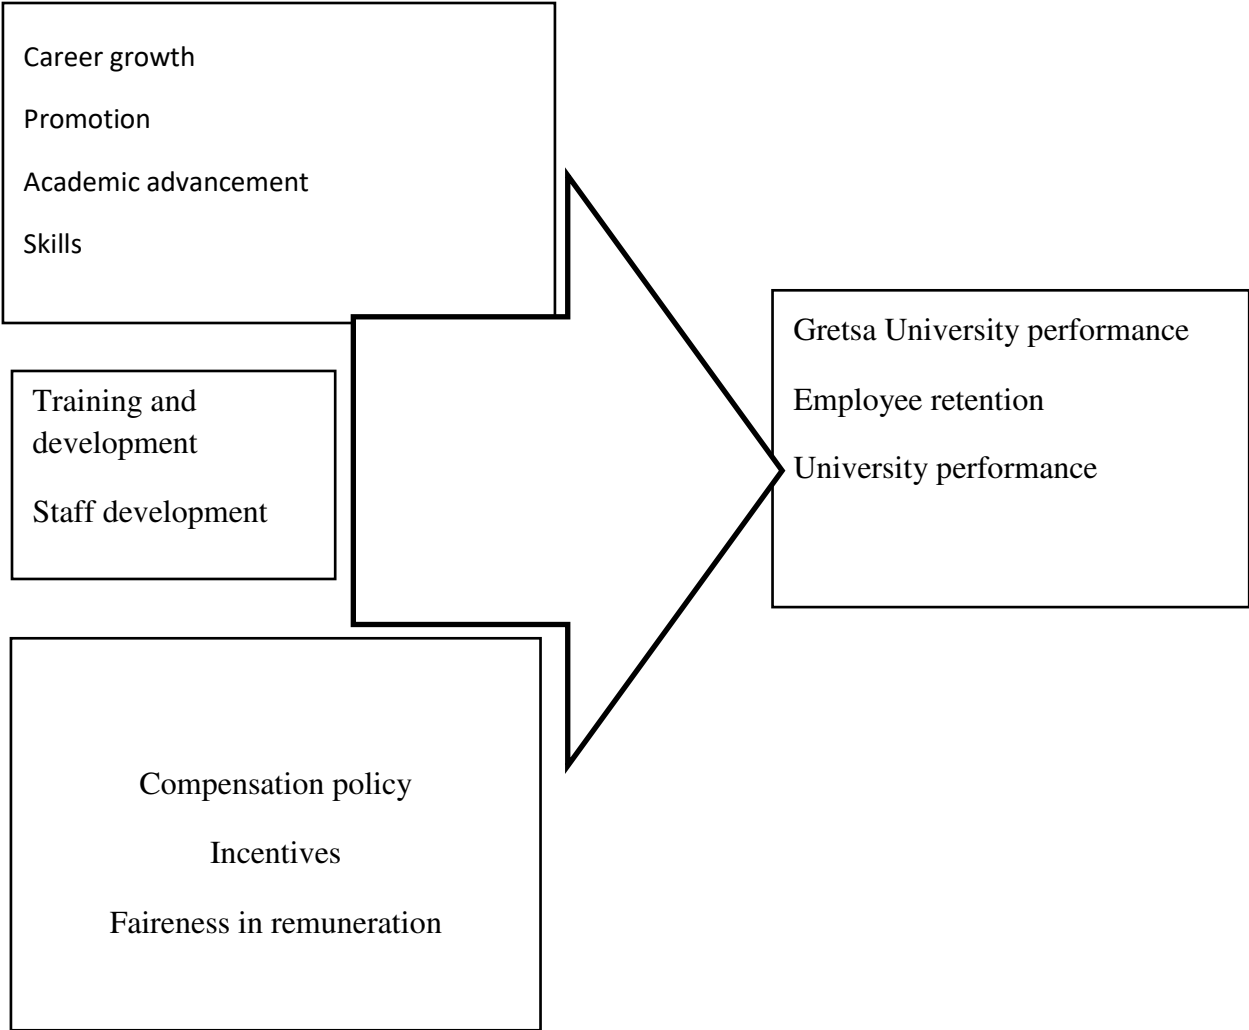 Career growth
Promotion
Academic advancement
Skills
Training and
development
Staff development
Compensation policy
Incentives
Faireness in remuneration
Gretsa University performance
Employee retention
University performance